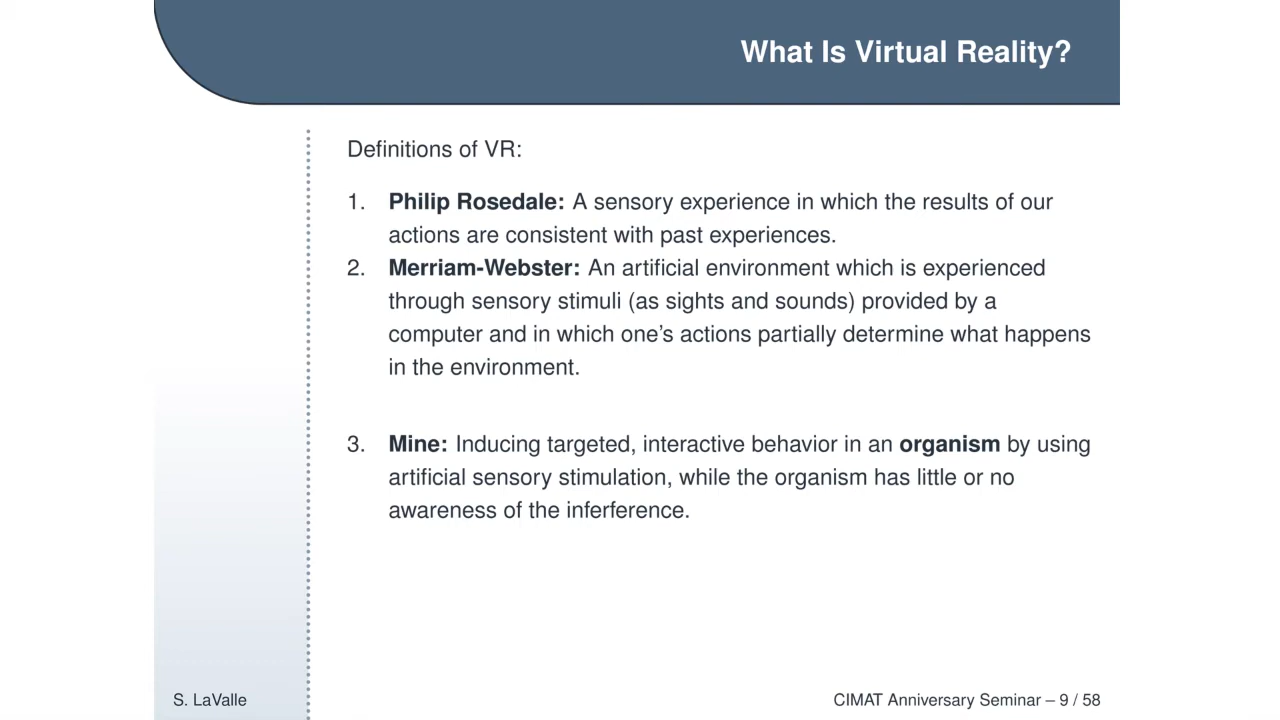 What Is Virtual Reality?
Definitions of VR:
1. Philip Rosedale: A sensory experience in which the results of our
actions are consistent with past experiences.
2. Merriam-Webster: An artificial environment which is experienced
through sensory stimuli (as sights and sounds) provided by a
computer and in which one's actions partially determine what happens
in the environment.
3. Mine: Inducing targeted, interactive behavior in an organism by using
artificial sensory stimulation, while the organism has little or no
awareness of the inferference.
S. LaValle
CIMAT Anniversary Seminar – 9 / 58